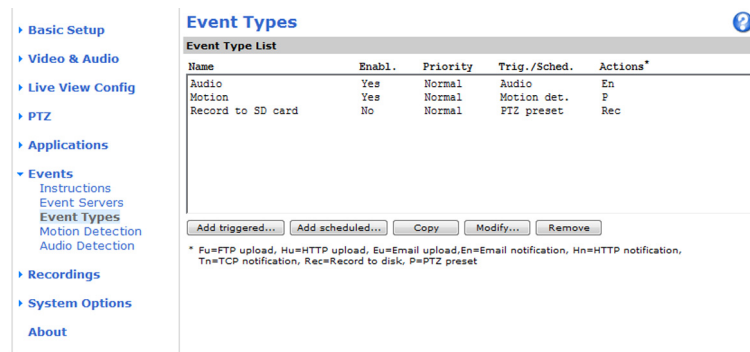 Basic Setup
Video & Audio
Live View Config
PTZ
Applications
Events
Instructions
Event Servers
Event Types
Motion Detection
Audio Detection
Recordings
System Options
About
Event Types
?
Event Type List
Name Enabl. Priority Trig./Sched. Actions*
Audio Yes Normal Audio En
Motion Yes Normal Motion det. P
Record to SD card No Normal PTZ preset Rec
Add triggered... Add scheduled... Copy Modify... Remove
* Fu=FTP upload, Hu=HTTP upload, Eu=Email upload,En=Email notification, Hn=HTTP notification,
Tn=TCP notification, Rec=Record to disk, P=PTZ preset